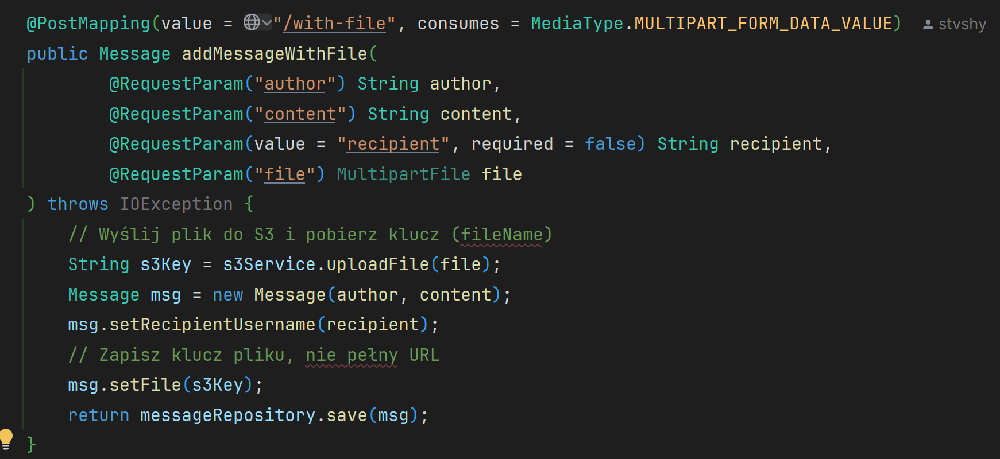 @PostMapping(value = "/with-file", consumes = MediaType.MULTIPART_FORM_DATA_VALUE) stvshy
public Message addMessageWithFile(
@RequestParam("author") String author,
@RequestParam("content") String content,
@RequestParam(value = "recipient", required = false) String recipient,
@RequestParam("file") MultipartFile file
) throws IOException {
// Wyślij plik do S3 i pobierz klucz (fileName)
String s3Key = s3Service.uploadFile(file);
Message msg = new Message(author, content);
msg.setRecipientUsername(recipient);
// Zapisz klucz pliku, nie pełny URL
msg.setFile(s3Key);
return messageRepository.save(msg);
}